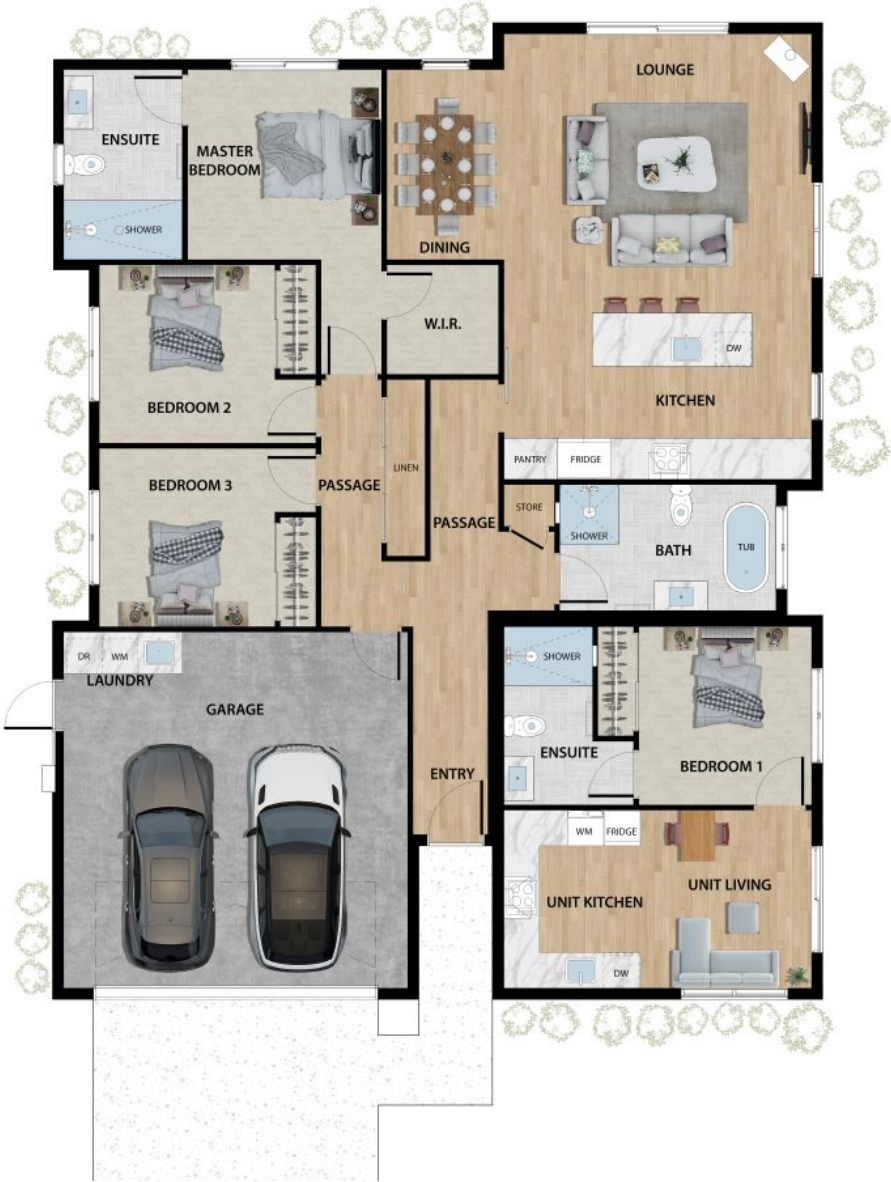 LOUNGE
ENSUITE
MASTER
BEDROOM
SHOWER
DINING
W.I.R.
DW
BEDROOM 2
KITCHEN
PANTRY
FRIDGE
LINEN
BEDROOM 3
PASSAGE
PASSAGE
STORE
SHOWER
BATH
TUB
DR
WM
LAUNDRY
GARAGE
SHOWER
ENSUITE
BEDROOM 1
ENTRY
WM
FRIDGE
UNIT KITCHEN
UNIT LIVING
DW